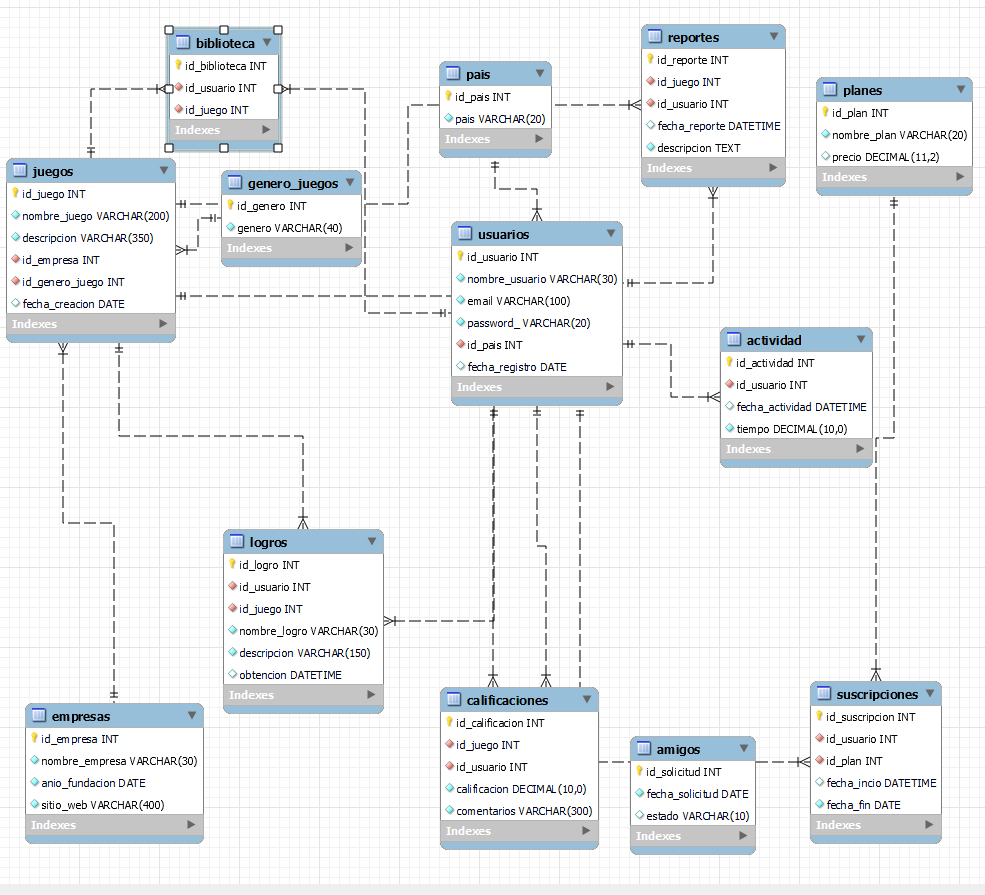 biblioteca
id_biblioteca INT
id_usuario INT
id_juego INT
Indexes
juegos
id_juego INT
nombre_juego VARCHAR(200)
descripcion VARCHAR(350)
id_empresa INT
id_genero_juego INT
fecha_creacion DATE
Indexes
genero_juegos
id_genero INT
genero VARCHAR(40)
Indexes
pais
id_pais INT
pais VARCHAR(20)
Indexes
reportes
id_reporte INT
id_juego INT
id_usuario INT
fecha_reporte DATETIME
descripcion TEXT
Indexes
planes
id_plan INT
nombre_plan VARCHAR(20)
precio DECIMAL(11,2)
Indexes
usuarios
id_usuario INT
nombre_usuario VARCHAR(30)
email VARCHAR(100)
password_ VARCHAR(20)
id_pais INT
fecha_registro DATE
Indexes
actividad
id_actividad INT
id_usuario INT
fecha_actividad DATETIME
tiempo DECIMAL(10,0)
Indexes
logros
id_logro INT
id_usuario INT
id_juego INT
nombre_logro VARCHAR(30)
descripcion VARCHAR(150)
obtencion DATETIME
Indexes
empresas
id_empresa INT
nombre_empresa VARCHAR(30)
anio_fundacion DATE
sitio_web VARCHAR(400)
Indexes
calificaciones
id_calificacion INT
id_juego INT
id_usuario INT
calificacion DECIMAL(10,0)
comentarios VARCHAR(300)
Indexes
amigos
id_solicitud INT
fecha_solicitud DATE
estado VARCHAR(10)
Indexes
suscripciones
id_suscripcion INT
id_usuario INT
id_plan INT
fecha_incio DATETIME
fecha_fin DATE
Indexes